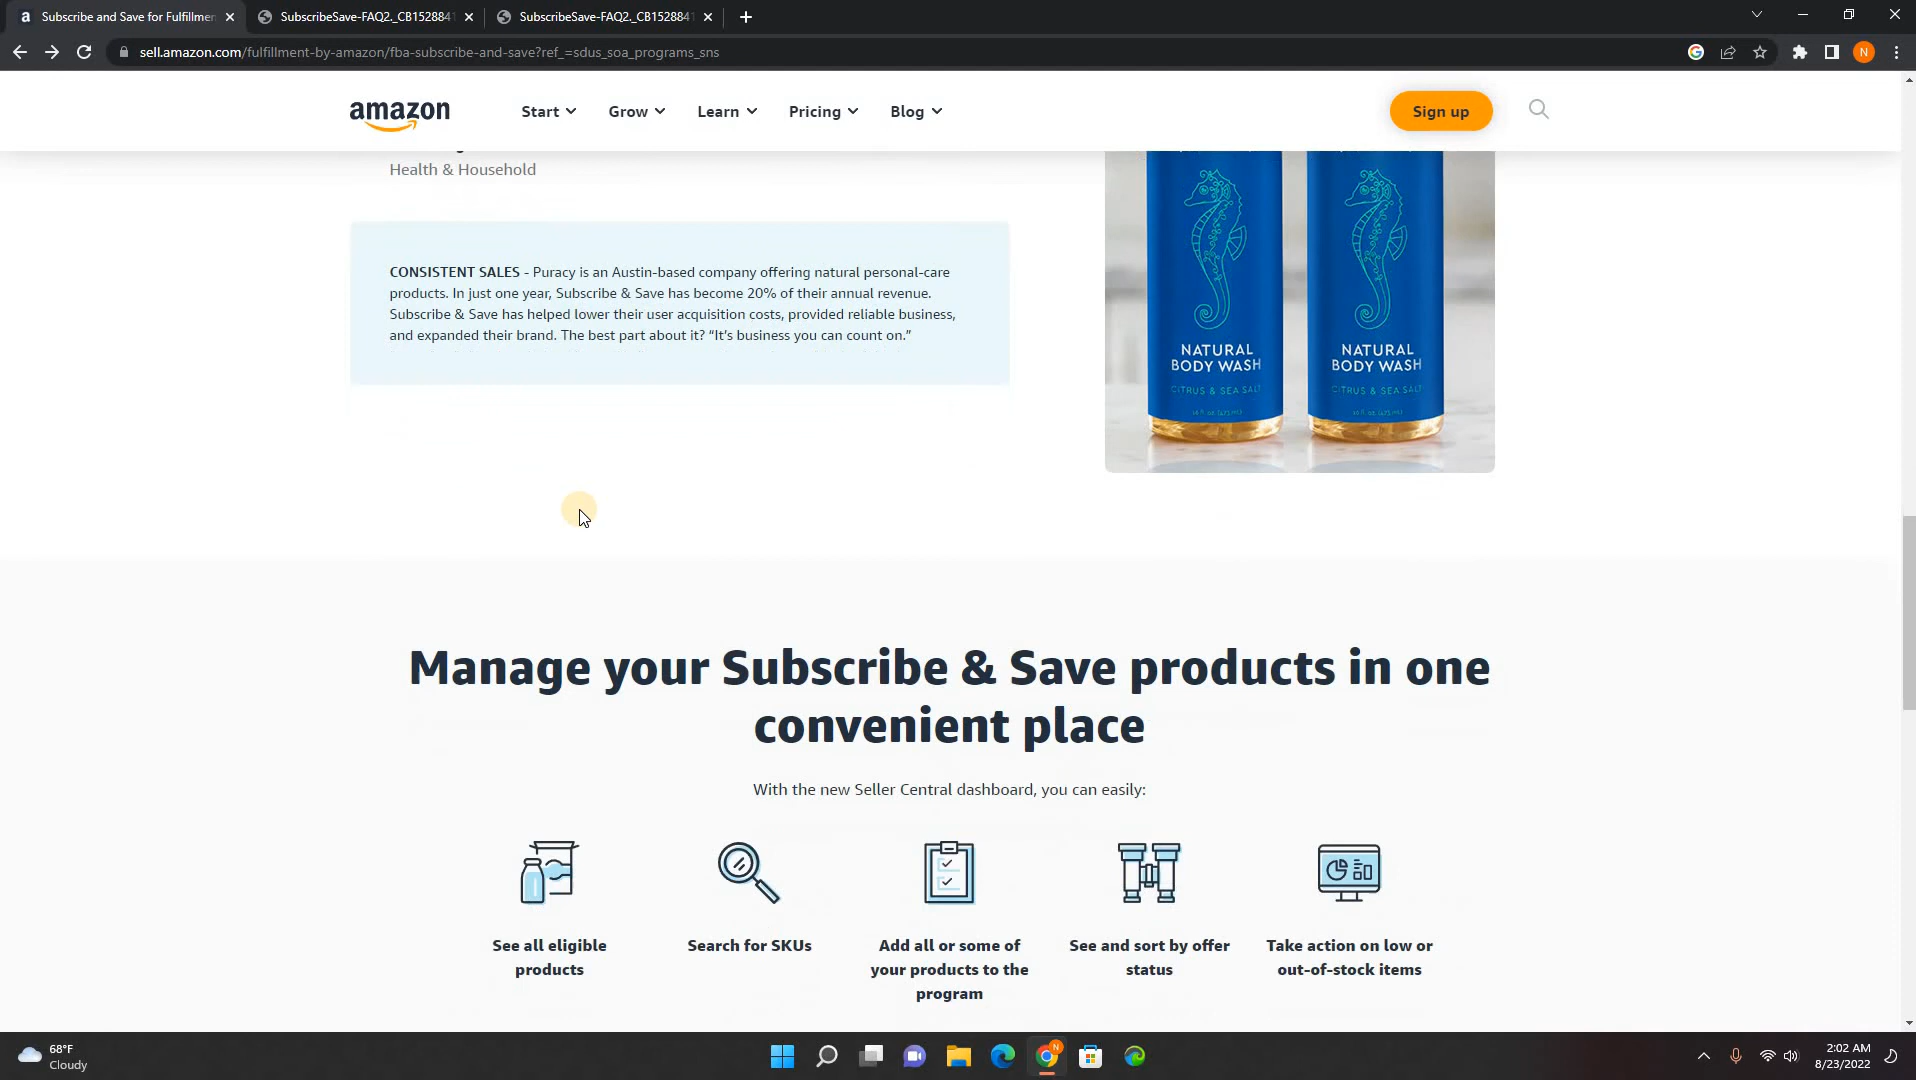 Subscribe and Save for Fulfillmen
SubscribeSave-FAQ2._CB1528841
SubscribeSave-FAQ2._CB1528841
sell.amazon.com/fulfillment-by-amazon/fba-subscribe-and-save?ref_=sdus_soa_programs_sns
N
amazon
Start
Grow
Learn
Pricing
Blog
Sign up
Health & Household
CONSISTENT SALES - Puracy is an Austin-based company offering natural personal-care
products. In just one year, Subscribe & Save has become 20% of their annual revenue.
Subscribe & Save has helped lower their user acquisition costs, provided reliable business,
and expanded their brand. The best part about it? “It’s business you can count on.”
NATURAL
BODY WASH
CITRUS & SEA SALT
NATURAL
BODY WASH
CITRUS & SEA SALT
Manage your Subscribe & Save products in one
convenient place
With the new Seller Central dashboard, you can easily:
See all eligible
products
Search for SKUs
Add all or some of
your products to the
program
See and sort by offer
status
Take action on low or
out-of-stock items
68°F
Cloudy
N
2:02 AM
8/23/2022